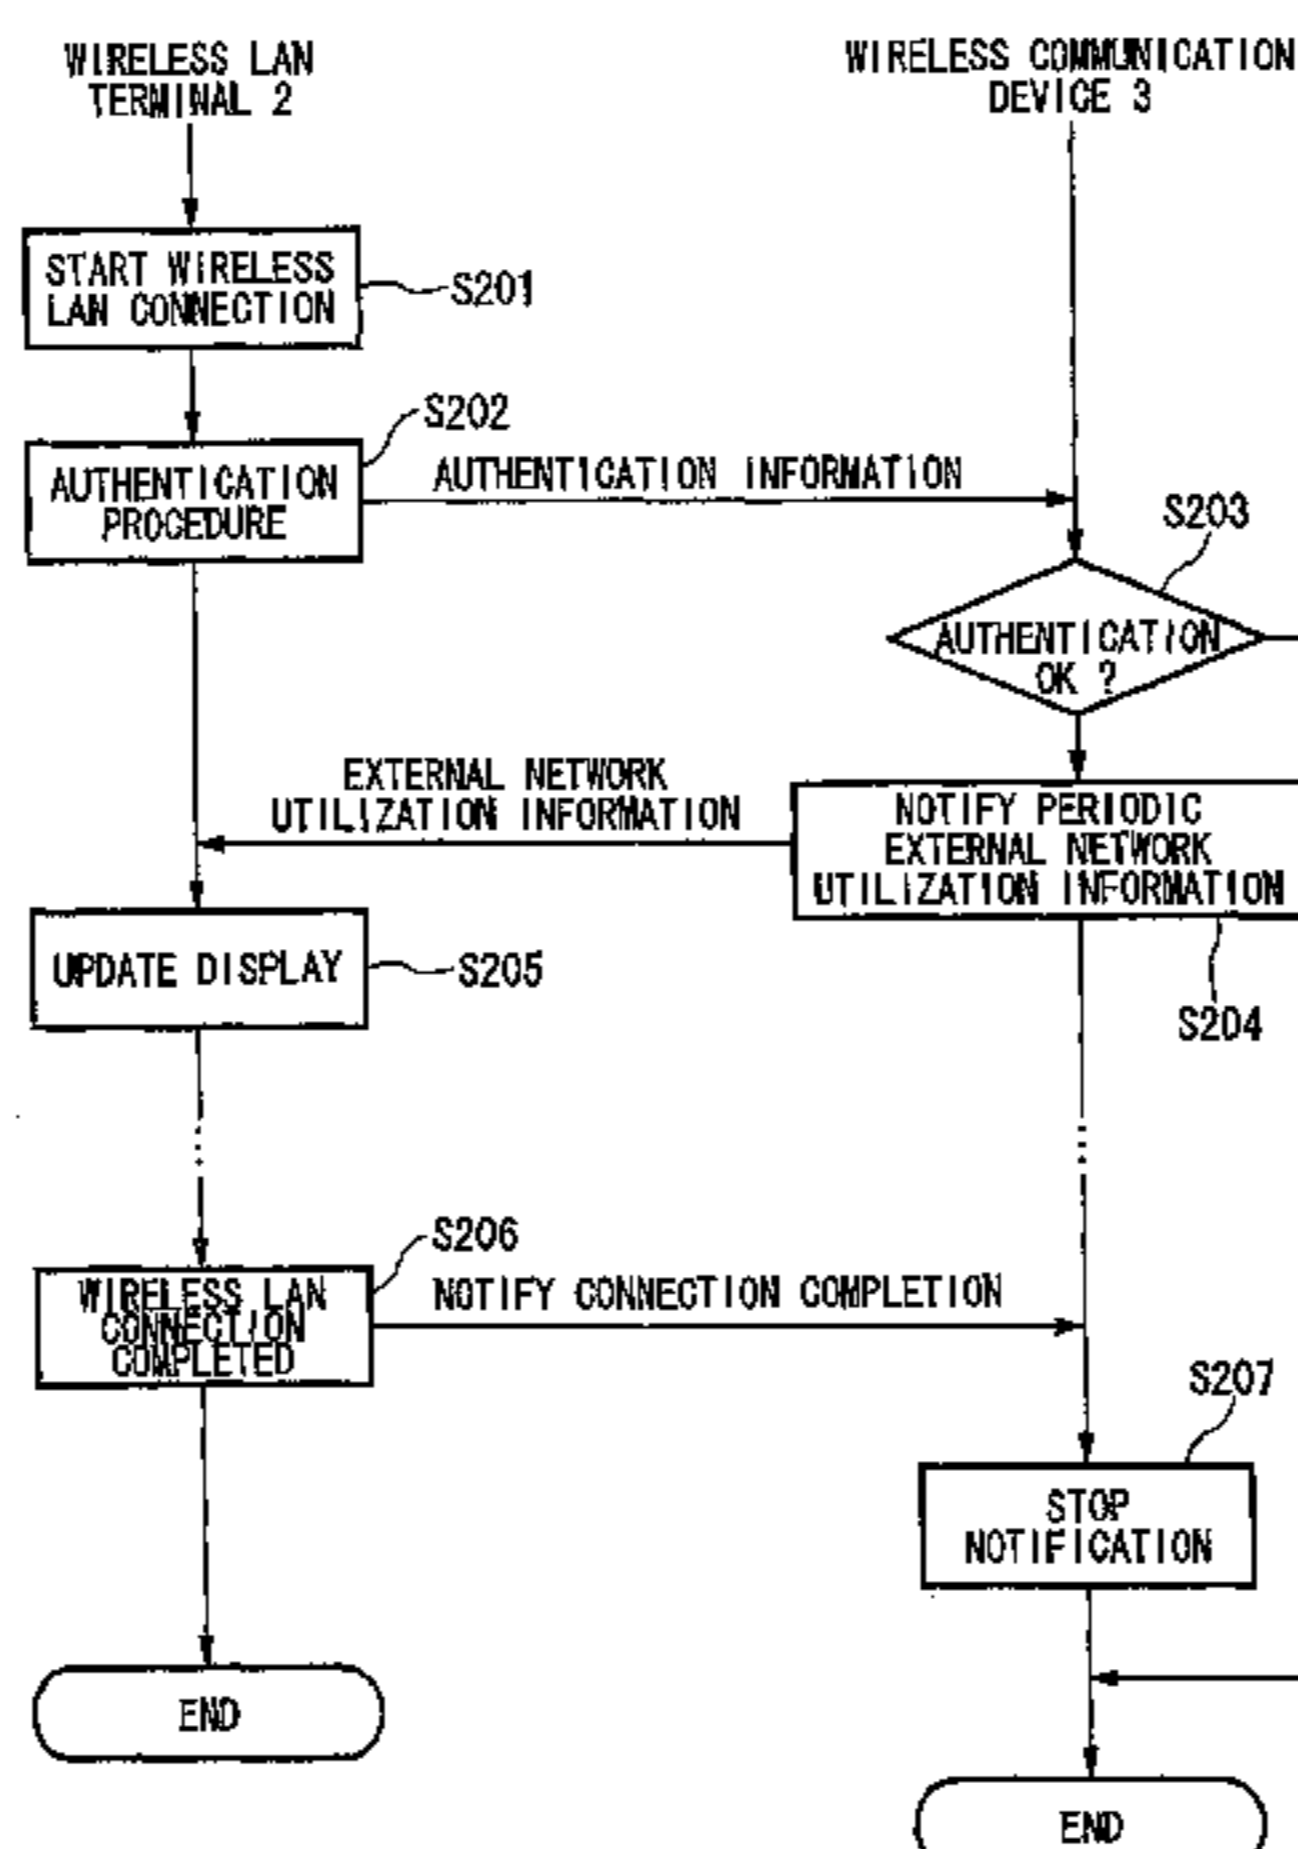 WIRELESS LAN
TERMINAL 2
WIRELESS COMMUNICATION
DEVICE 3
START WIRELESS
LAN CONNECTION
S201
S202
AUTHENTICATION
PROCEDURE
AUTHENTICATION INFORMATION
S203
AUTHENTICATION
OK ?
EXTERNAL NETWORK
UTILIZATION INFORMATION
NOTIFY PERIODIC
EXTERNAL NETWORK
UTILIZATION INFORMATION
S204
UPDATE DISPLAY
S205
S206
WIRELESS LAN
CONNECTION
COMPLETED
NOTIFY CONNECTION COMPLETION
S207
STOP
NOTIFICATION
END
END